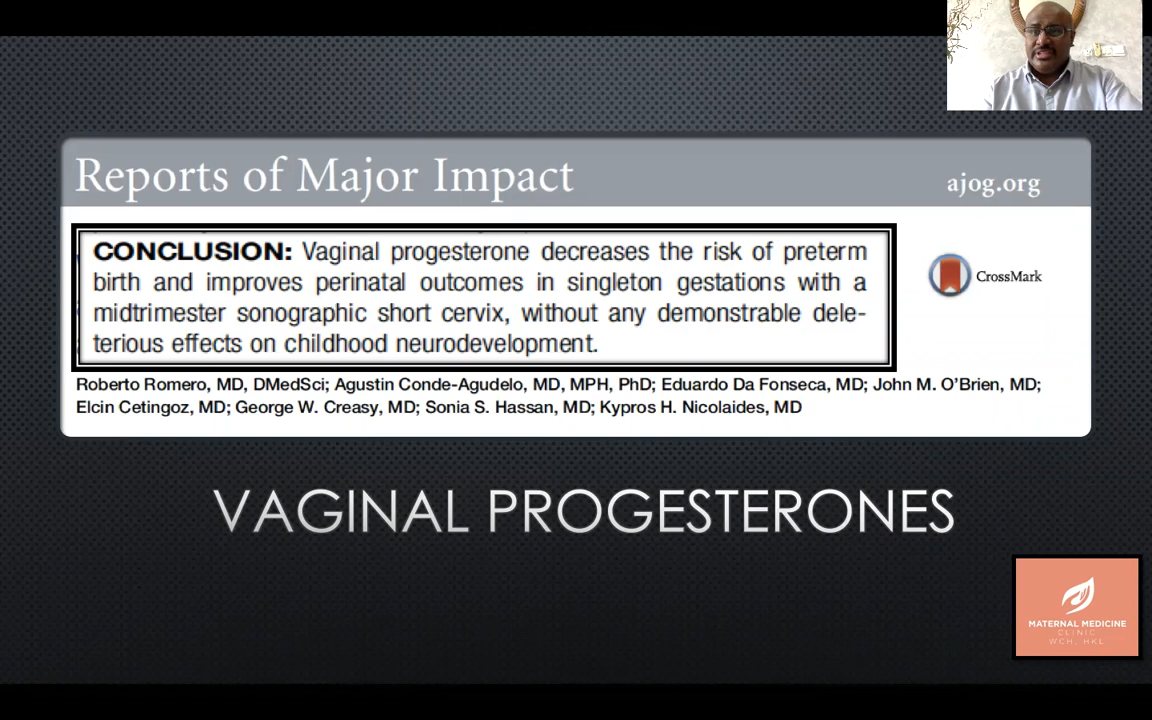 Reports of Major Impact
ajog.org
CONCLUSION: Vaginal progesterone decreases the risk of preterm
birth and improves perinatal outcomes in singleton gestations with a
midtrimester sonographic short cervix, without any demonstrable dele-
terious effects on childhood neurodevelopment.
CrossMark
Roberto Romero, MD, DMedSci; Agustin Conde-Agudelo, MD, MPH, PhD; Eduardo Da Fonseca, MD; John M. O'Brien, MD;
Elcin Cetingoz, MD; George W. Creasy, MD; Sonia S. Hassan, MD; Kypros H. Nicolaides, MD
VAGINAL PROGESTERONES
MATERNAL MEDICINE
CLINIC
WCH, HKL